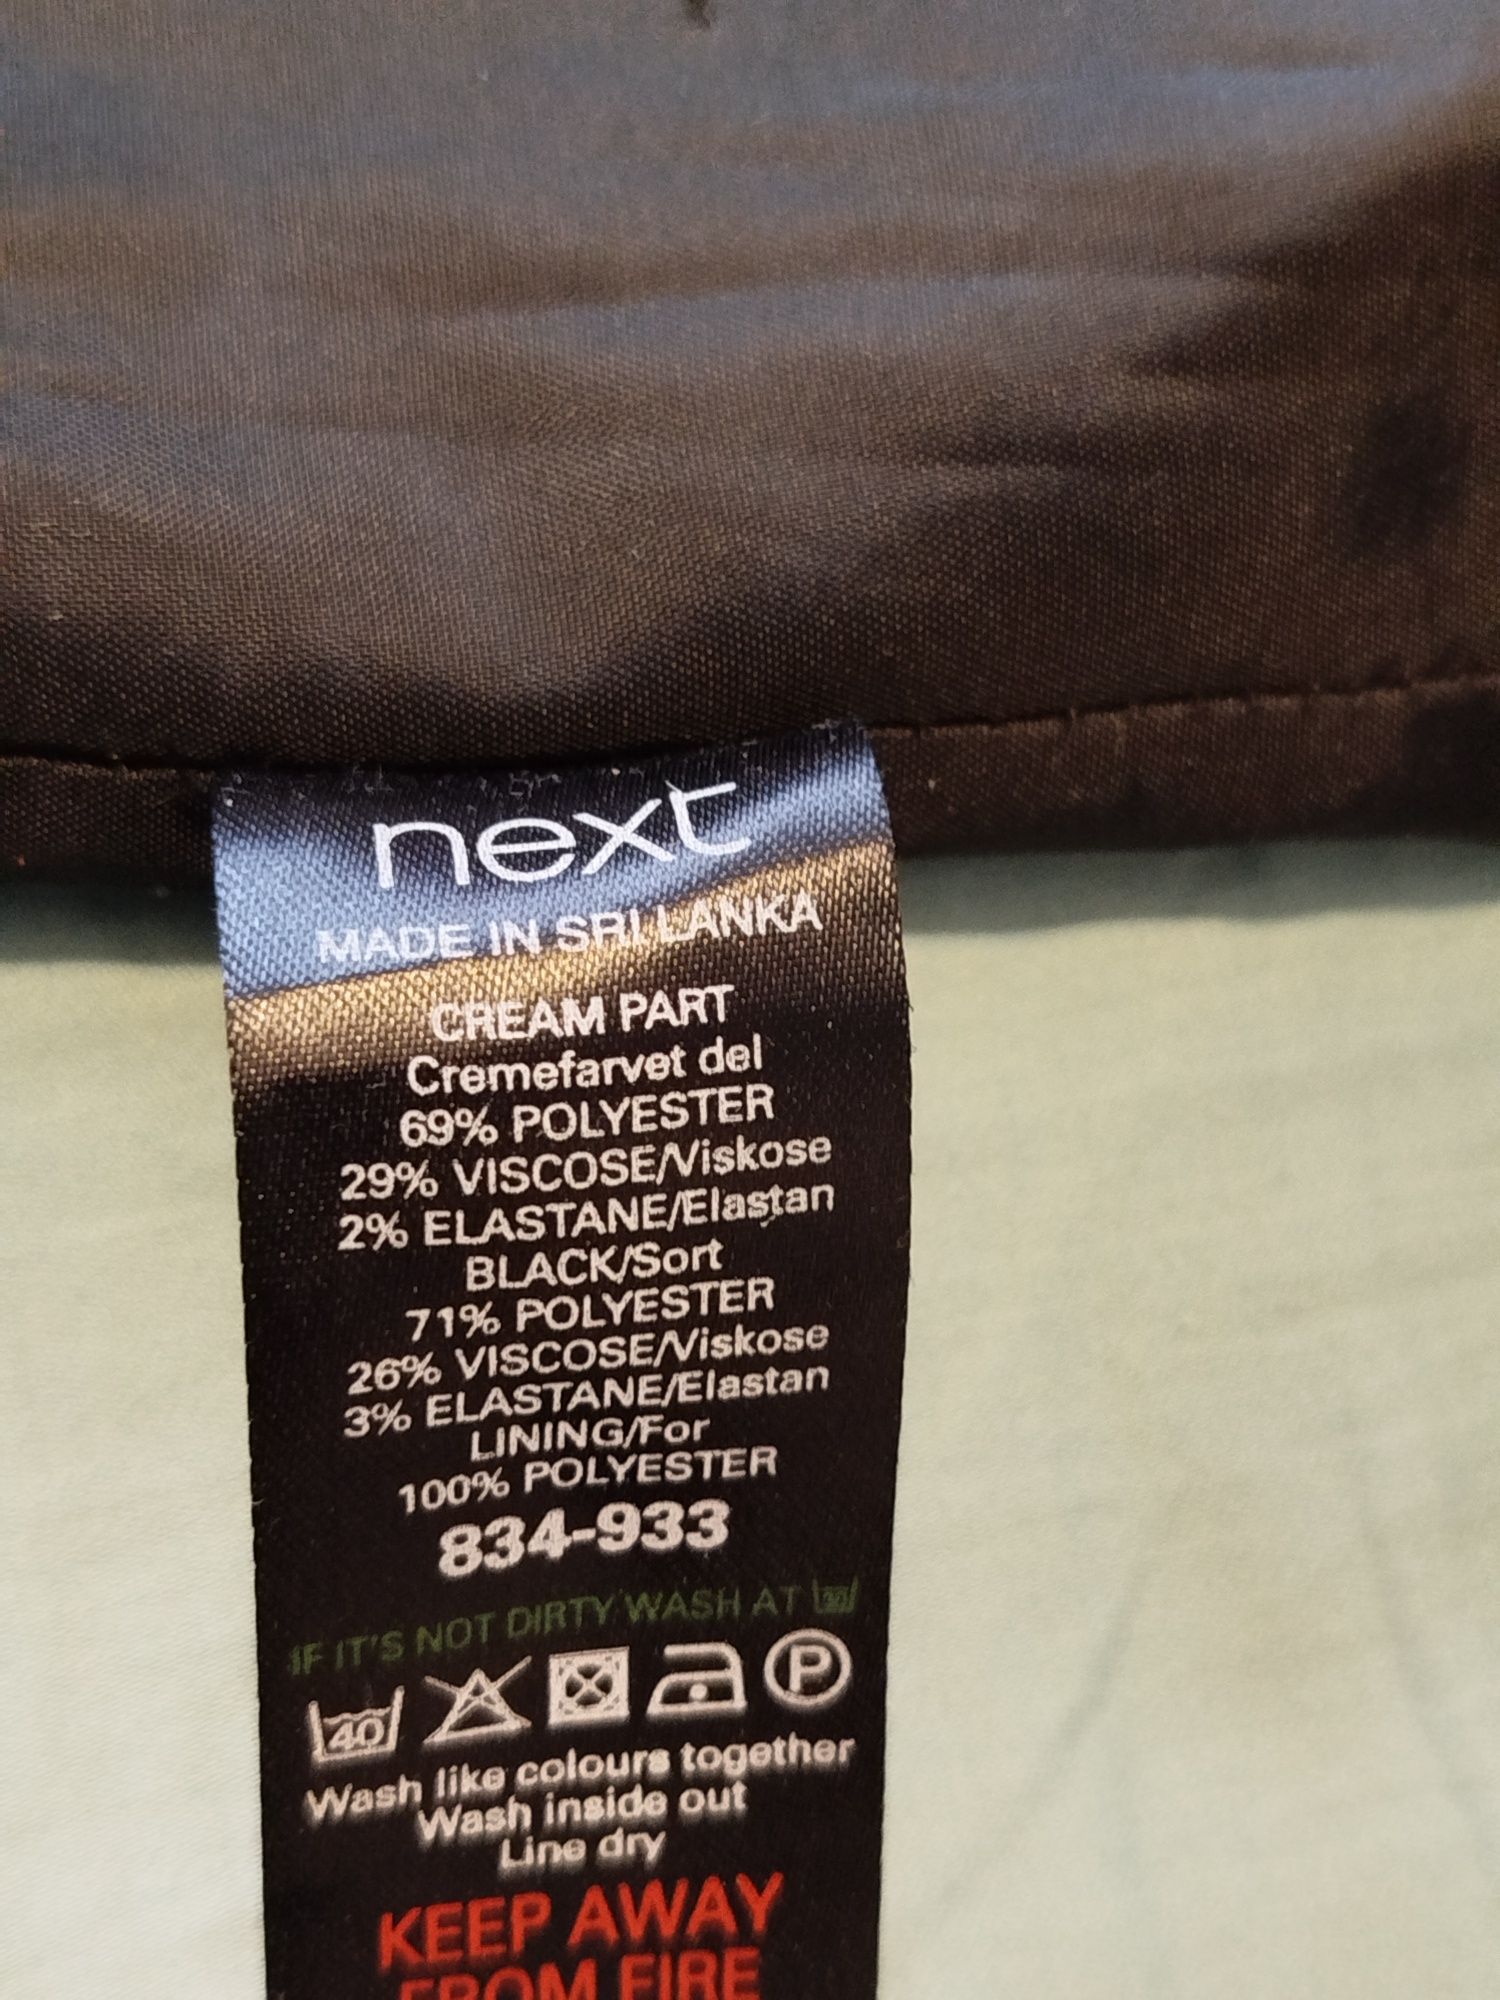 next
MADE IN SRI LANKA
CREAM PART
Cremefarvet del
69% POLYESTER
29% VISCOSE/Viskose
2% ELASTANE/Elastan
BLACK/Sort
71% POLYESTER
26% VISCOSE/Viskose
3% ELASTANE/Elastan
LINING/For
100% POLYESTER
834-933
IF IT'S NOT DIRTY WASH AT 30
40 P
Wash like colours together
Wash inside out
Line dry
KEEP AWAY
FROM FIRE